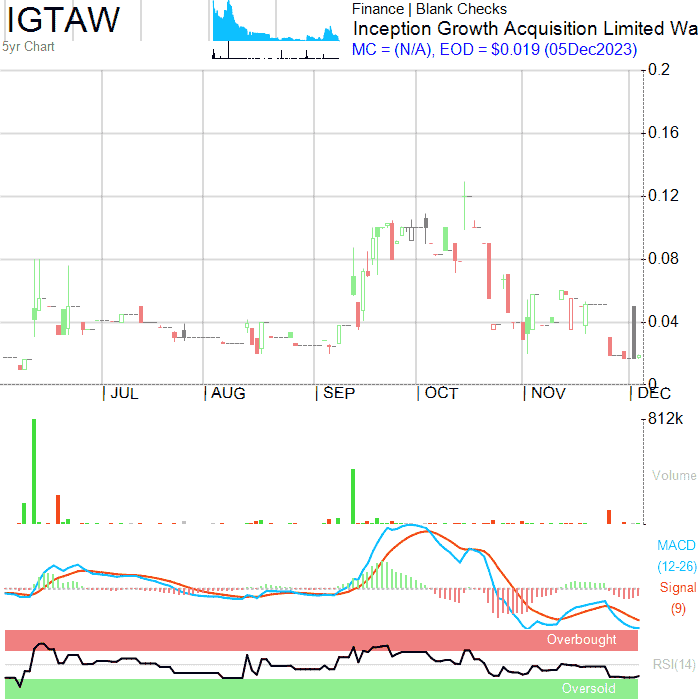 IGTAW
5yr Chart
Finance | Blank Checks
Inception Growth Acquisition Limited Wa
MC = (N/A), EOD = $0.019 (05Dec2023)
0.2
0.16
0.12
0.08
0.04
0
| JUL | AUG | SEP | OCT | NOV | DEC
812k
Volume
MACD
(12-26)
Signal
(9)
Overbought
RSI(14)
Oversold